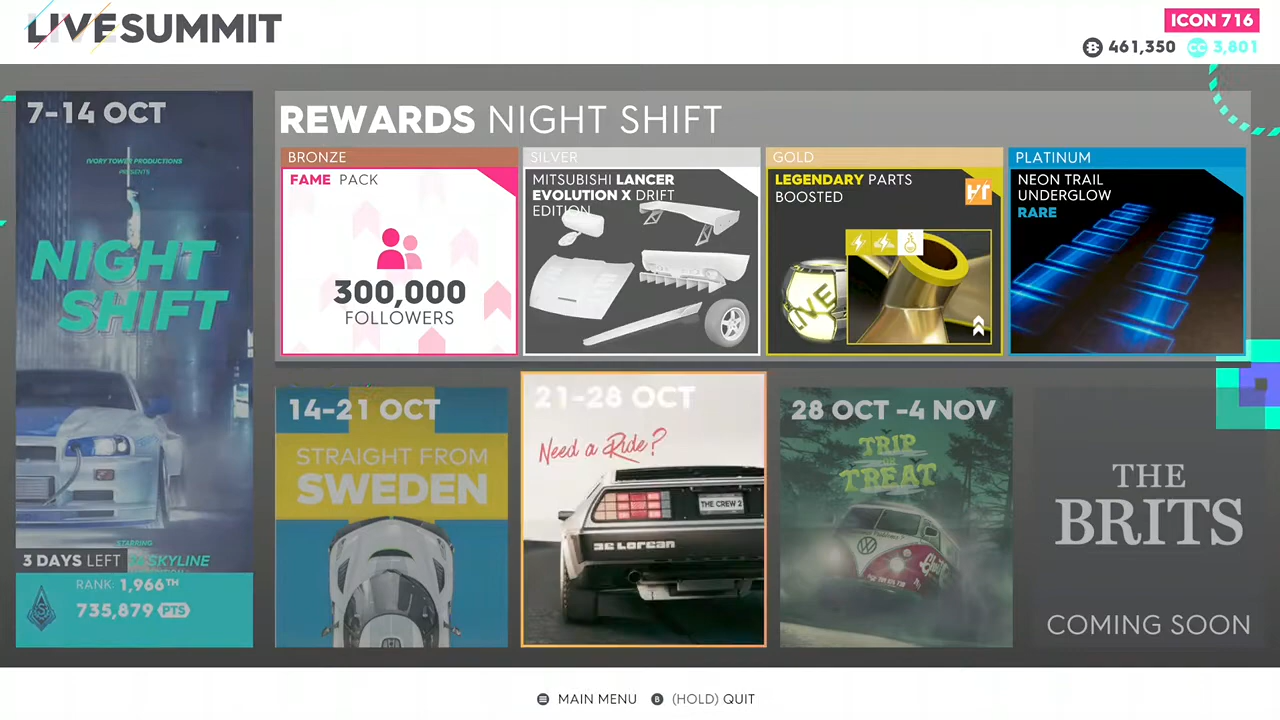 LIVESUMMIT
ICON 716
461,350
CC 3,801
7-14 OCT
IVORY TOWER PRODUCTIONS
PRESENTS
NIGHT
SHIFT
STARRING
3 DAYS LEFT
SKYLINE
RANK: 1,966TH
735,879 PTS
REWARDS NIGHT SHIFT
BRONZE
FAME PACK
300,000
FOLLOWERS
SILVER
MITSUBISHI LANCER
EVOLUTION X DRIFT
EDITION
GOLD
LEGENDARY PARTS
BOOSTED
LIVE
PLATINUM
NEON TRAIL
UNDERGLOW
RARE
14-21 OCT
STRAIGHT FROM
SWEDEN
21-28 OCT
Need a Ride?
THE CREW 2
DELOREAN
28 OCT -4 NOV
TRIP
OR
TREAT
THE
BRITS
COMING SOON
MAIN MENU
B (HOLD) QUIT